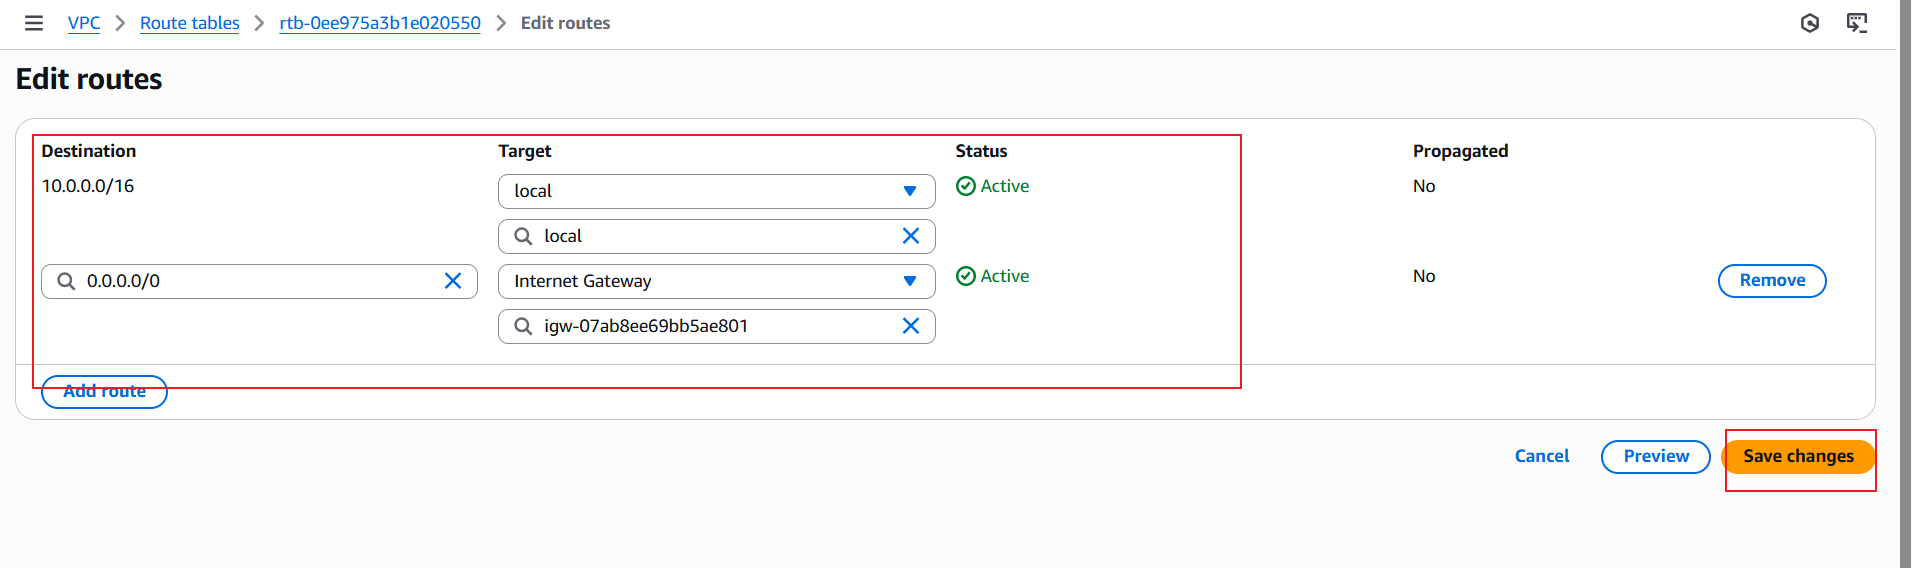 VPC > Route tables > rtb-0ee975a3b1e020550 > Edit routes
Edit routes
Destination Target Status Propagated
10.0.0.0/16 local Active No
local
0.0.0.0/0 Internet Gateway Active No Remove
igw-07ab8ee69bb5ae801
Add route
Cancel Preview Save changes